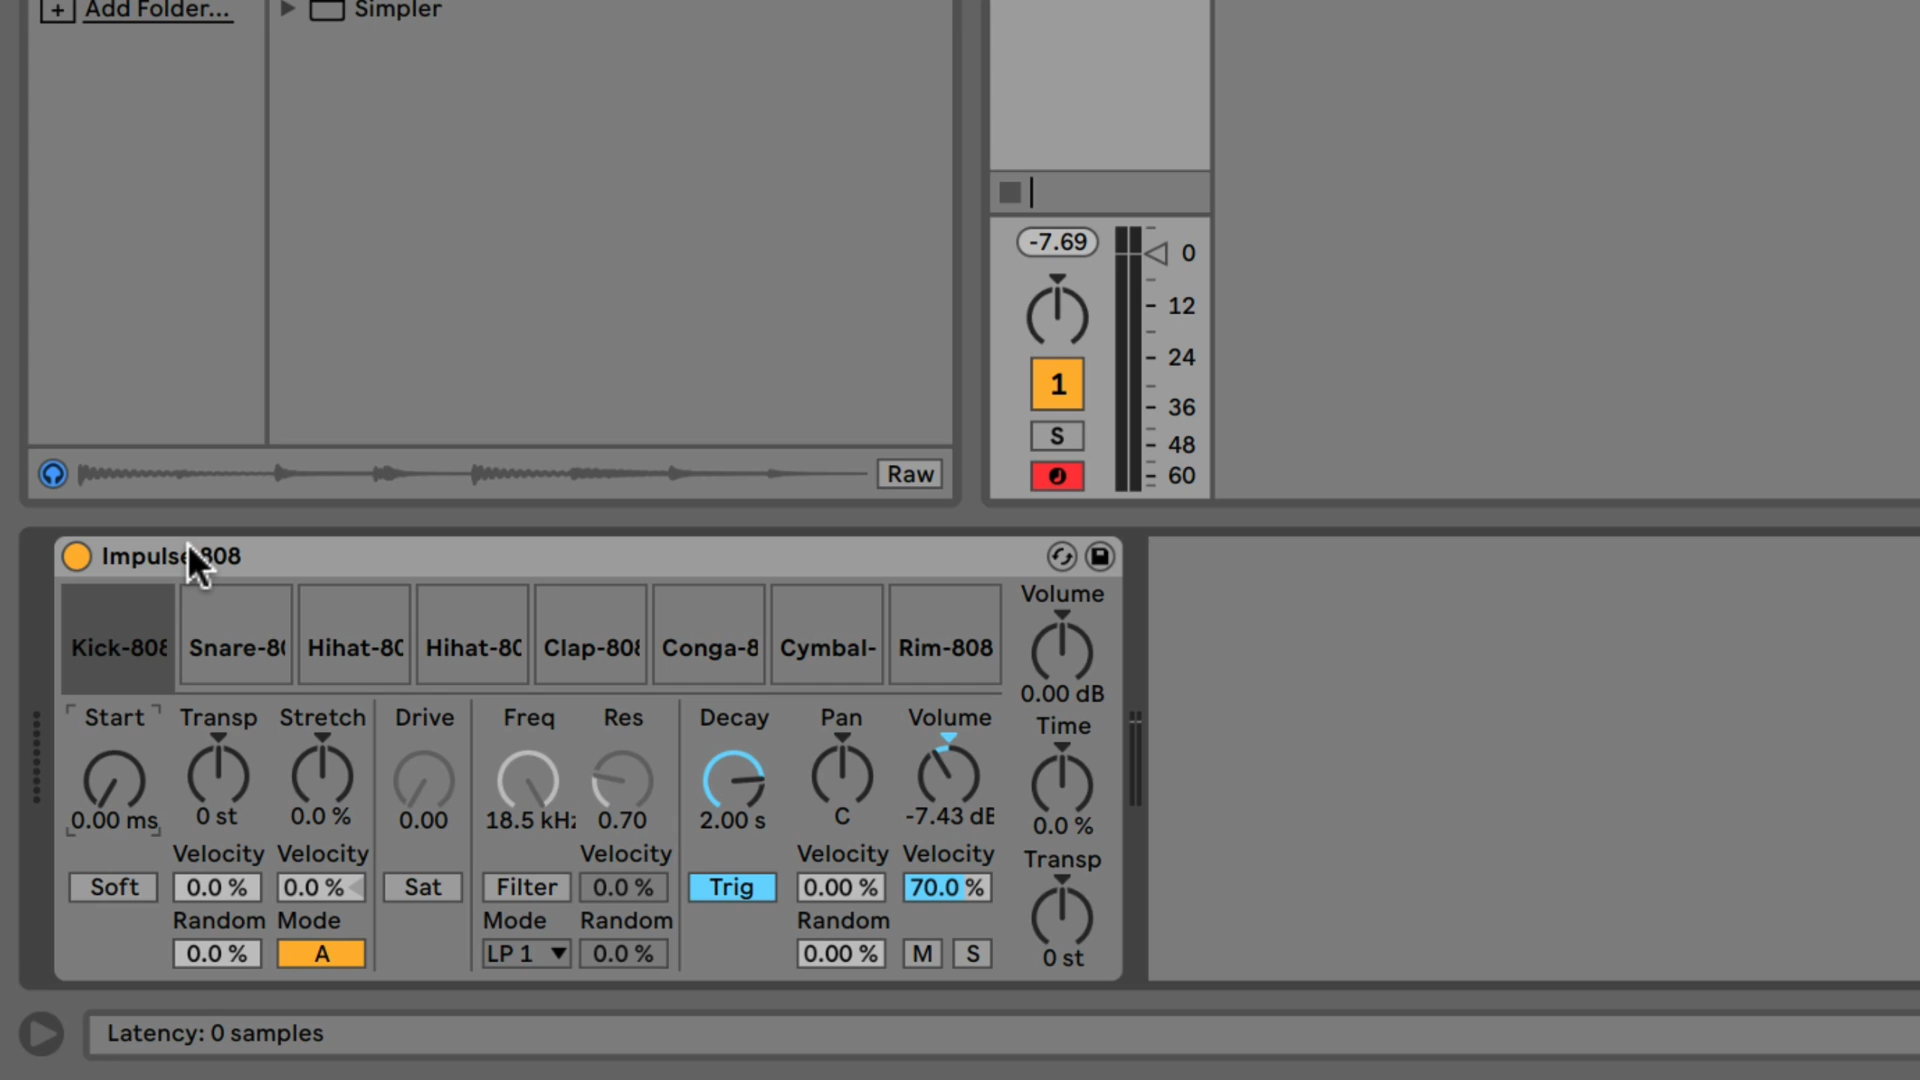 Add Folder...
Simpler
-7.69
0
12
24
36
48
60
1
S
Raw
Impulse 808
Kick-808 Snare-80 Hihat-80 Hihat-80 Clap-808 Conga-8 Cymbal- Rim-808
Volume
0.00 dB
Start Transp Stretch Drive Freq Res Decay Pan Volume
Time
0.00 ms 0 st 0.0 % 0.00 18.5 kHz 0.70 2.00 s C -7.43 dB
0.0 %
Velocity Velocity Velocity Velocity Velocity
Transp
Soft 0.0 % 0.0 % Sat Filter 0.0 % Trig 0.00 % 70.0 %
Random Mode Mode Random Random
0.0 % A LP 1 0.0 % 0.00 % M S
0 st
Latency: 0 samples